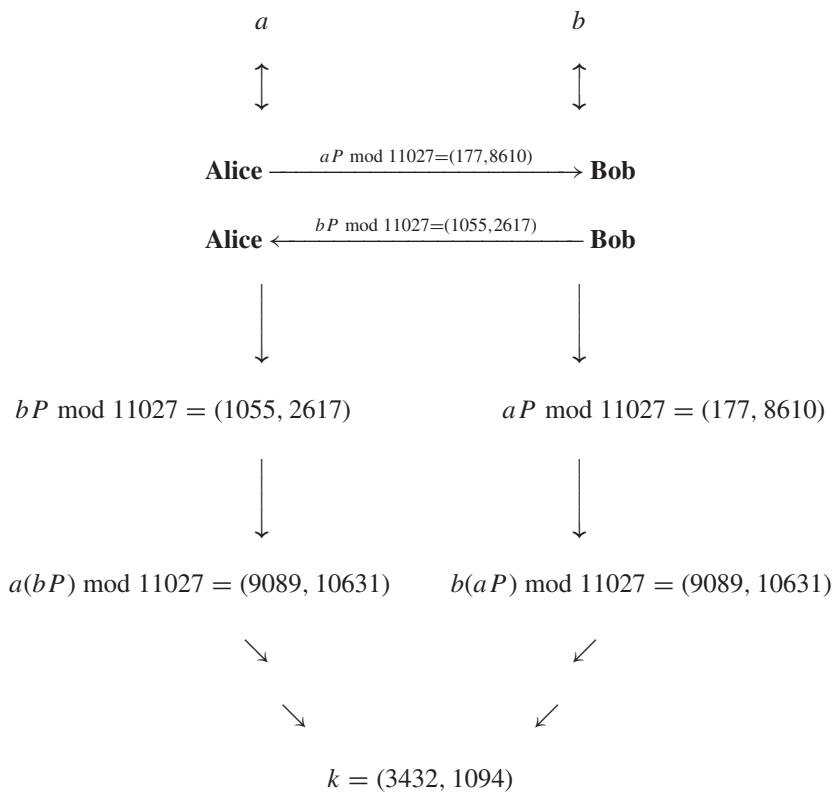 a b
aP mod 11027=(177,8610)
Alice Bob
bP mod 11027=(1055,2617)
Alice Bob
bP mod 11027 = (1055, 2617) aP mod 11027 = (177, 8610)
a(bP) mod 11027 = (9089, 10631) b(aP) mod 11027 = (9089, 10631)
k = (3432, 1094)